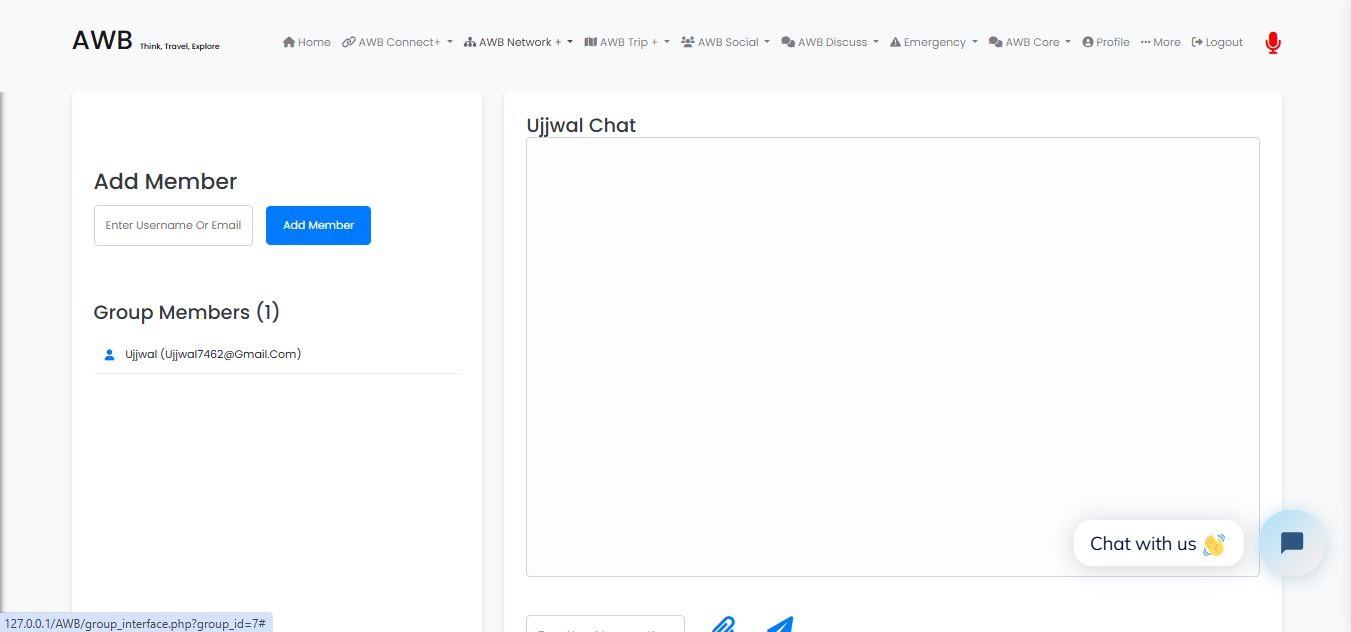 AWB Think, Travel, Explore
Home AWB Connect+ AWB Network + AWB Trip + AWB Social AWB Discuss Emergency AWB Core Profile More Logout
Add Member
Enter Username Or Email Add Member
Group Members (1)
Ujjwal (Ujjwal7462@Gmail.Com)
Ujjwal Chat
Chat with us 👋
127.0.0.1/AWB/group_interface.php?group_id=7#